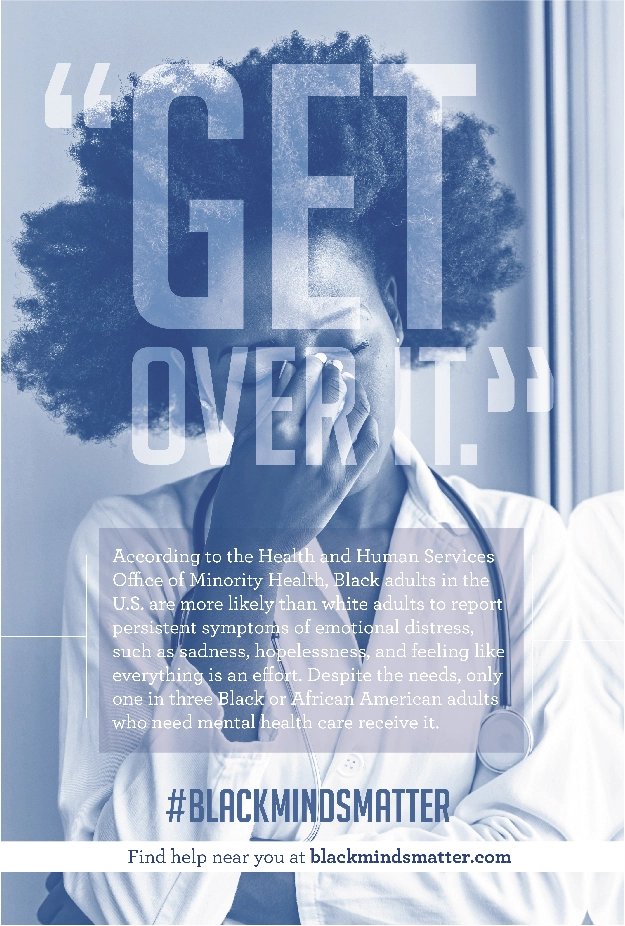 “GET
OVER IT.”
According to the Health and Human Services
Office of Minority Health, Black adults in the
U.S. are more likely than white adults to report
persistent symptoms of emotional distress,
such as sadness, hopelessness, and feeling like
everything is an effort. Despite the needs, only
one in three Black or African American adults
who need mental health care receive it.
#BLACKMINDSMATTER
Find help near you at blackmindsmatter.com